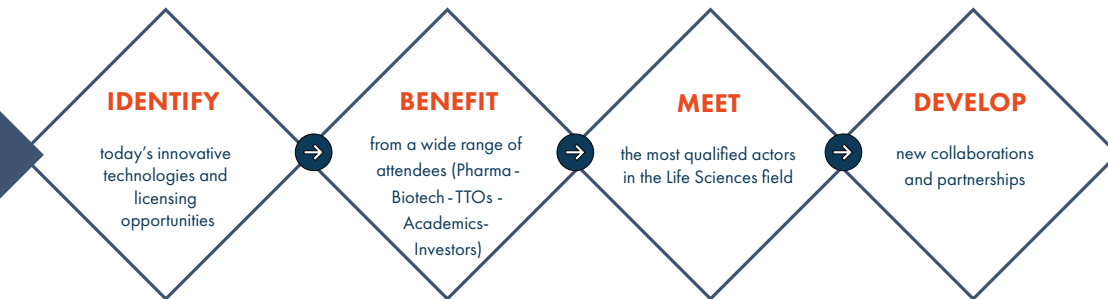 IDENTIFY
today's innovative
technologies and
licensing
opportunities
BENEFIT
from a wide range of
attendees (Pharma -
Biotech - TTOs -
Academics-
Investors)
MEET
the most qualified actors
in the Life Sciences field
DEVELOP
new collaborations
and partnerships